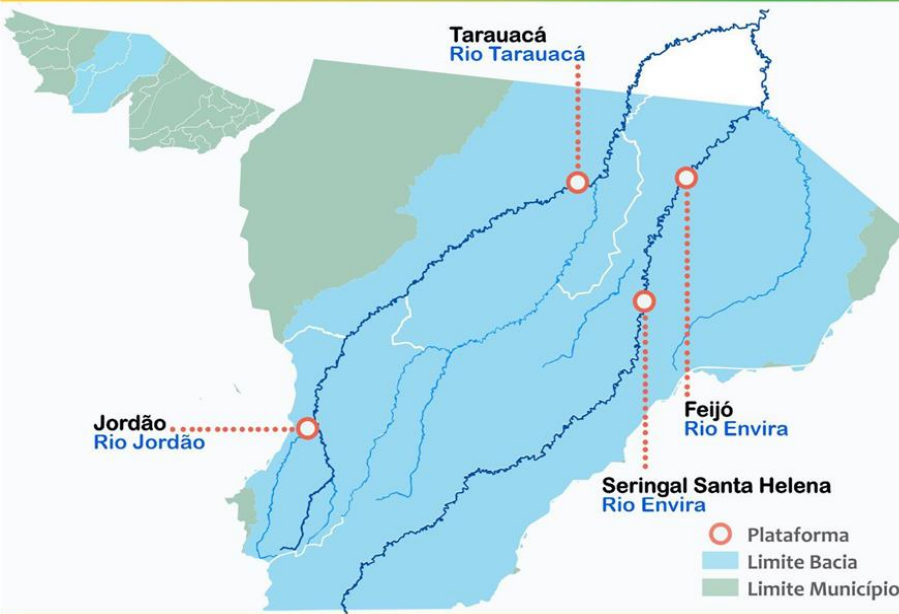 Tarauacá
Rio Tarauacá
Jordão
Rio Jordão
Feijó
Rio Envira
Seringal Santa Helena
Rio Envira
Plataforma
Limite Bacia
Limite Município